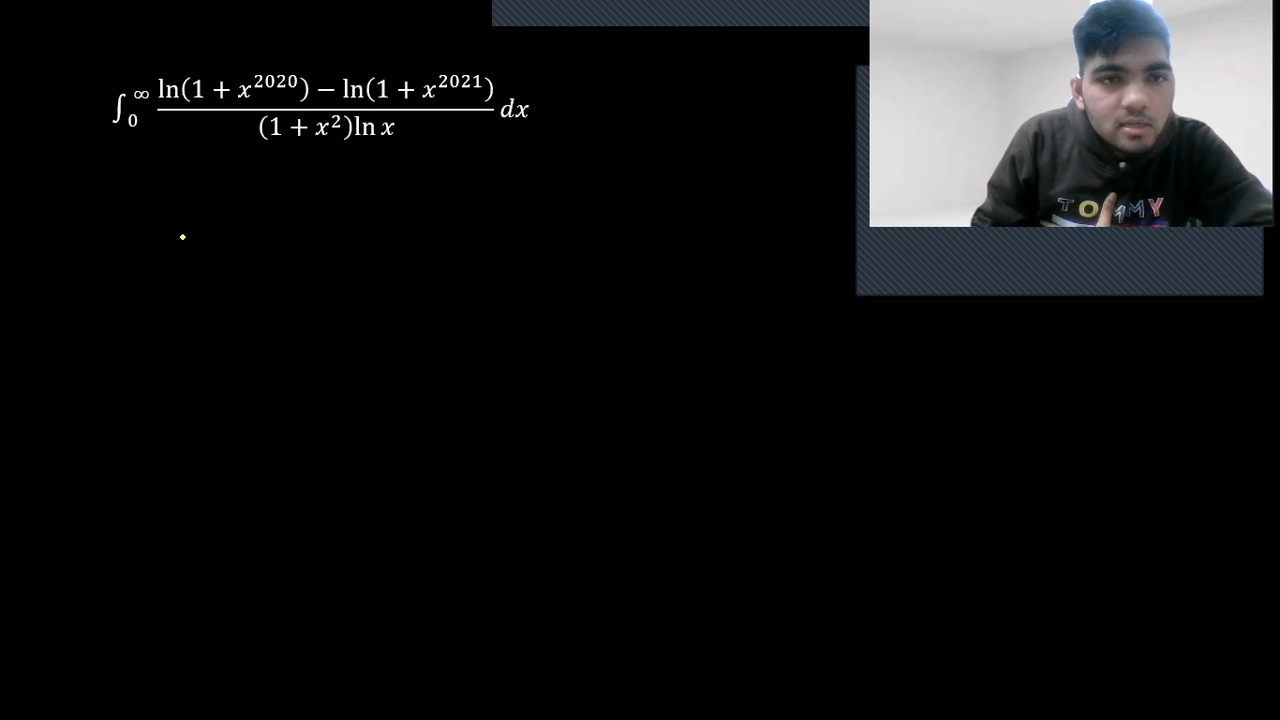 ∫₀^∞ (ln(1 + x²⁰²⁰) − ln(1 + x²⁰²¹)) / ((1 + x²)ln x) dx
TOMMY